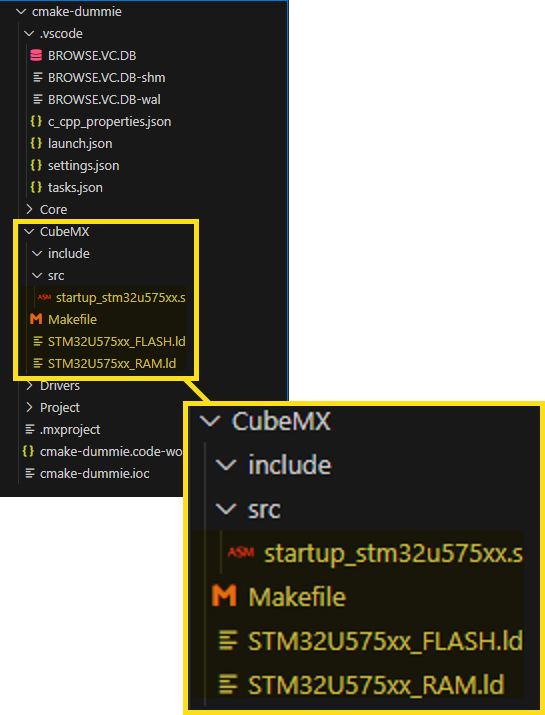 cmake-dummie
.vscode
BROWSE.VC.DB
BROWSE.VC.DB-shm
BROWSE.VC.DB-wal
{} c_cpp_properties.json
{} launch.json
{} settings.json
{} tasks.json
Core
CubeMX
include
src
ASM startup_stm32u575xx.s
M Makefile
STM32U575xx_FLASH.ld
STM32U575xx_RAM.ld
Drivers
Project
.mxproject
{} cmake-dummie.code-wo
cmake-dummie.ioc
CubeMX
include
src
ASM startup_stm32u575xx.s
M Makefile
STM32U575xx_FLASH.ld
STM32U575xx_RAM.ld